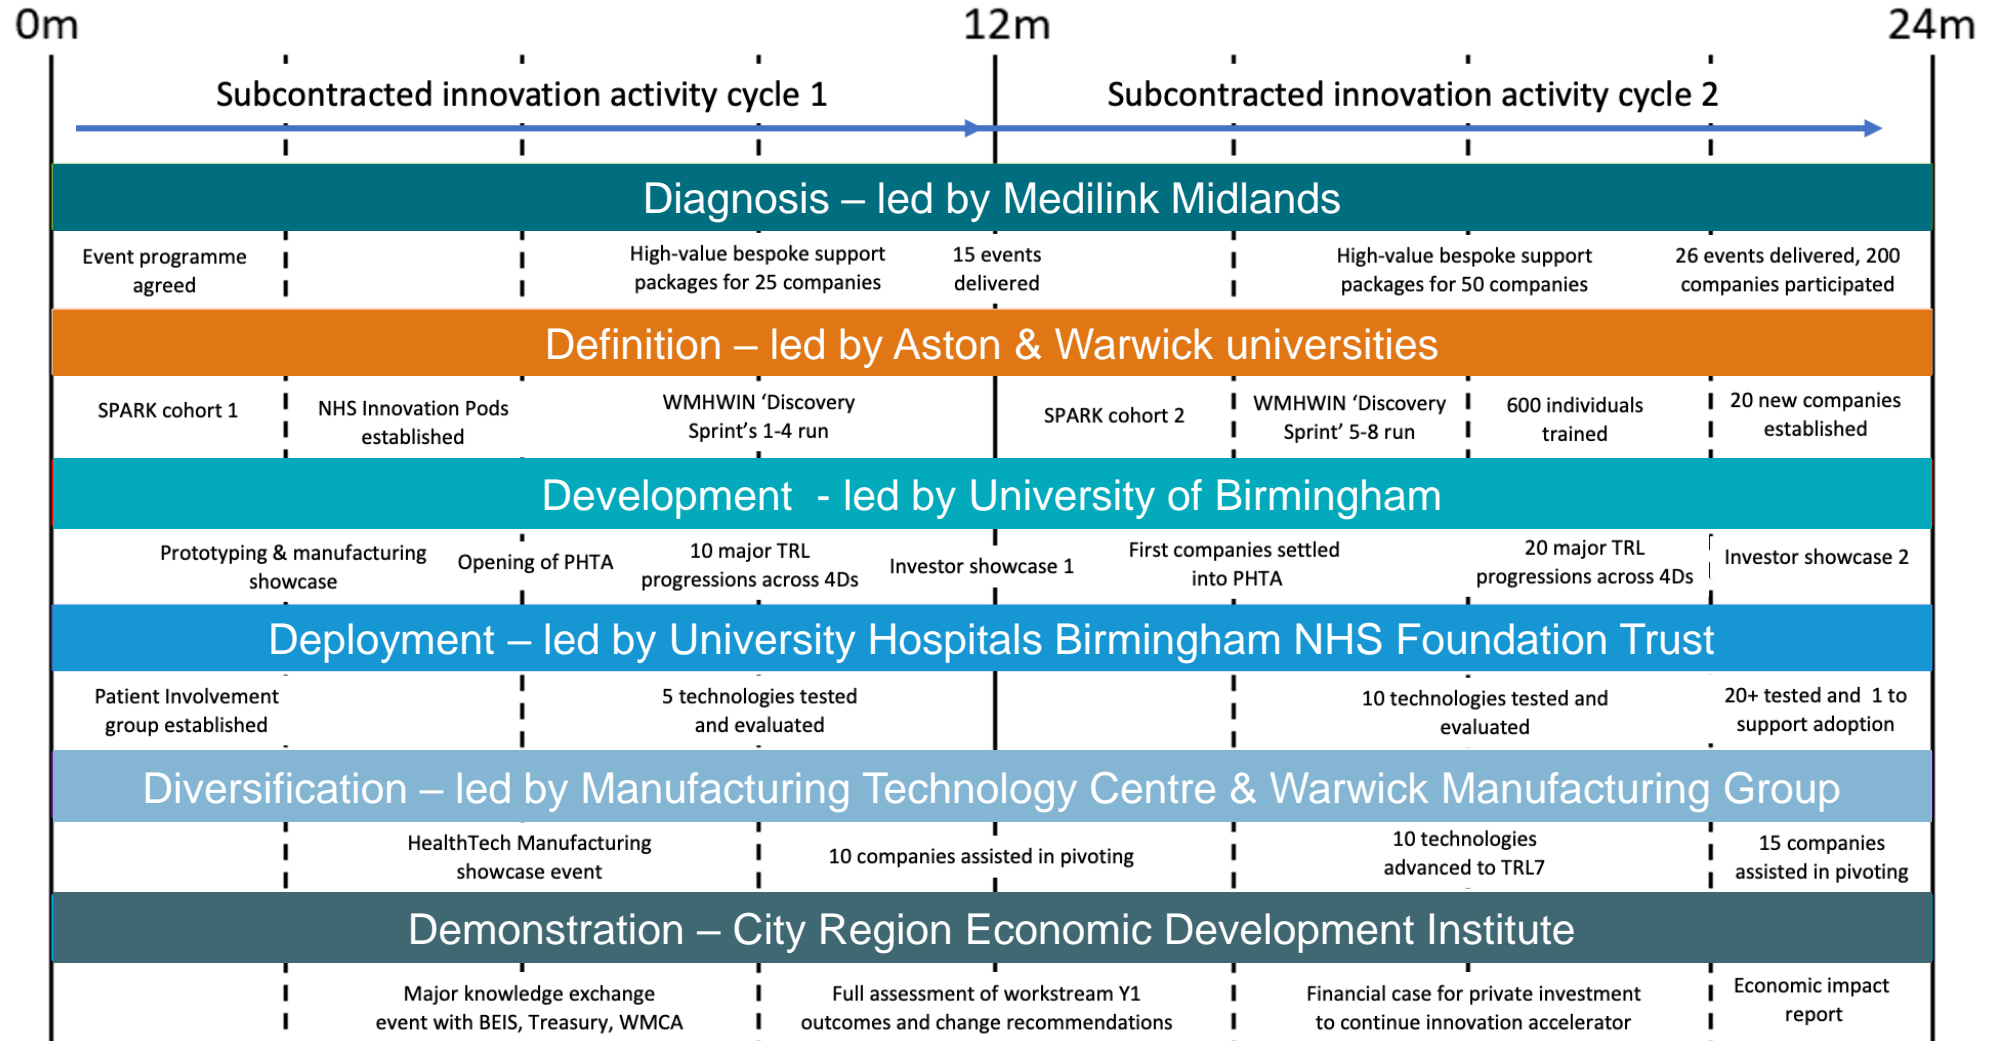 0m
12m
24m
Subcontracted innovation activity cycle 1
Subcontracted innovation activity cycle 2
Diagnosis – led by Medilink Midlands
Event programme
agreed
High-value bespoke support
packages for 25 companies
15 events
delivered
High-value bespoke support
packages for 50 companies
26 events delivered, 200
companies participated
Definition – led by Aston & Warwick universities
SPARK cohort 1
NHS Innovation Pods
established
WMHWIN ‘Discovery
Sprint’s 1-4 run
SPARK cohort 2
WMHWIN ‘Discovery
Sprint’ 5-8 run
600 individuals
trained
20 new companies
established
Development - led by University of Birmingham
Prototyping & manufacturing
showcase
Opening of PHTA
10 major TRL
progressions across 4Ds
Investor showcase 1
First companies settled
into PHTA
20 major TRL
progressions across 4Ds
Investor showcase 2
Deployment – led by University Hospitals Birmingham NHS Foundation Trust
Patient Involvement
group established
5 technologies tested
and evaluated
10 technologies tested and
evaluated
20+ tested and 1 to
support adoption
Diversification – led by Manufacturing Technology Centre & Warwick Manufacturing Group
HealthTech Manufacturing
showcase event
10 companies assisted in pivoting
10 technologies
advanced to TRL7
15 companies
assisted in pivoting
Demonstration – City Region Economic Development Institute
Major knowledge exchange
event with BEIS, Treasury, WMCA
Full assessment of workstream Y1
outcomes and change recommendations
Financial case for private investment
to continue innovation accelerator
Economic impact
report